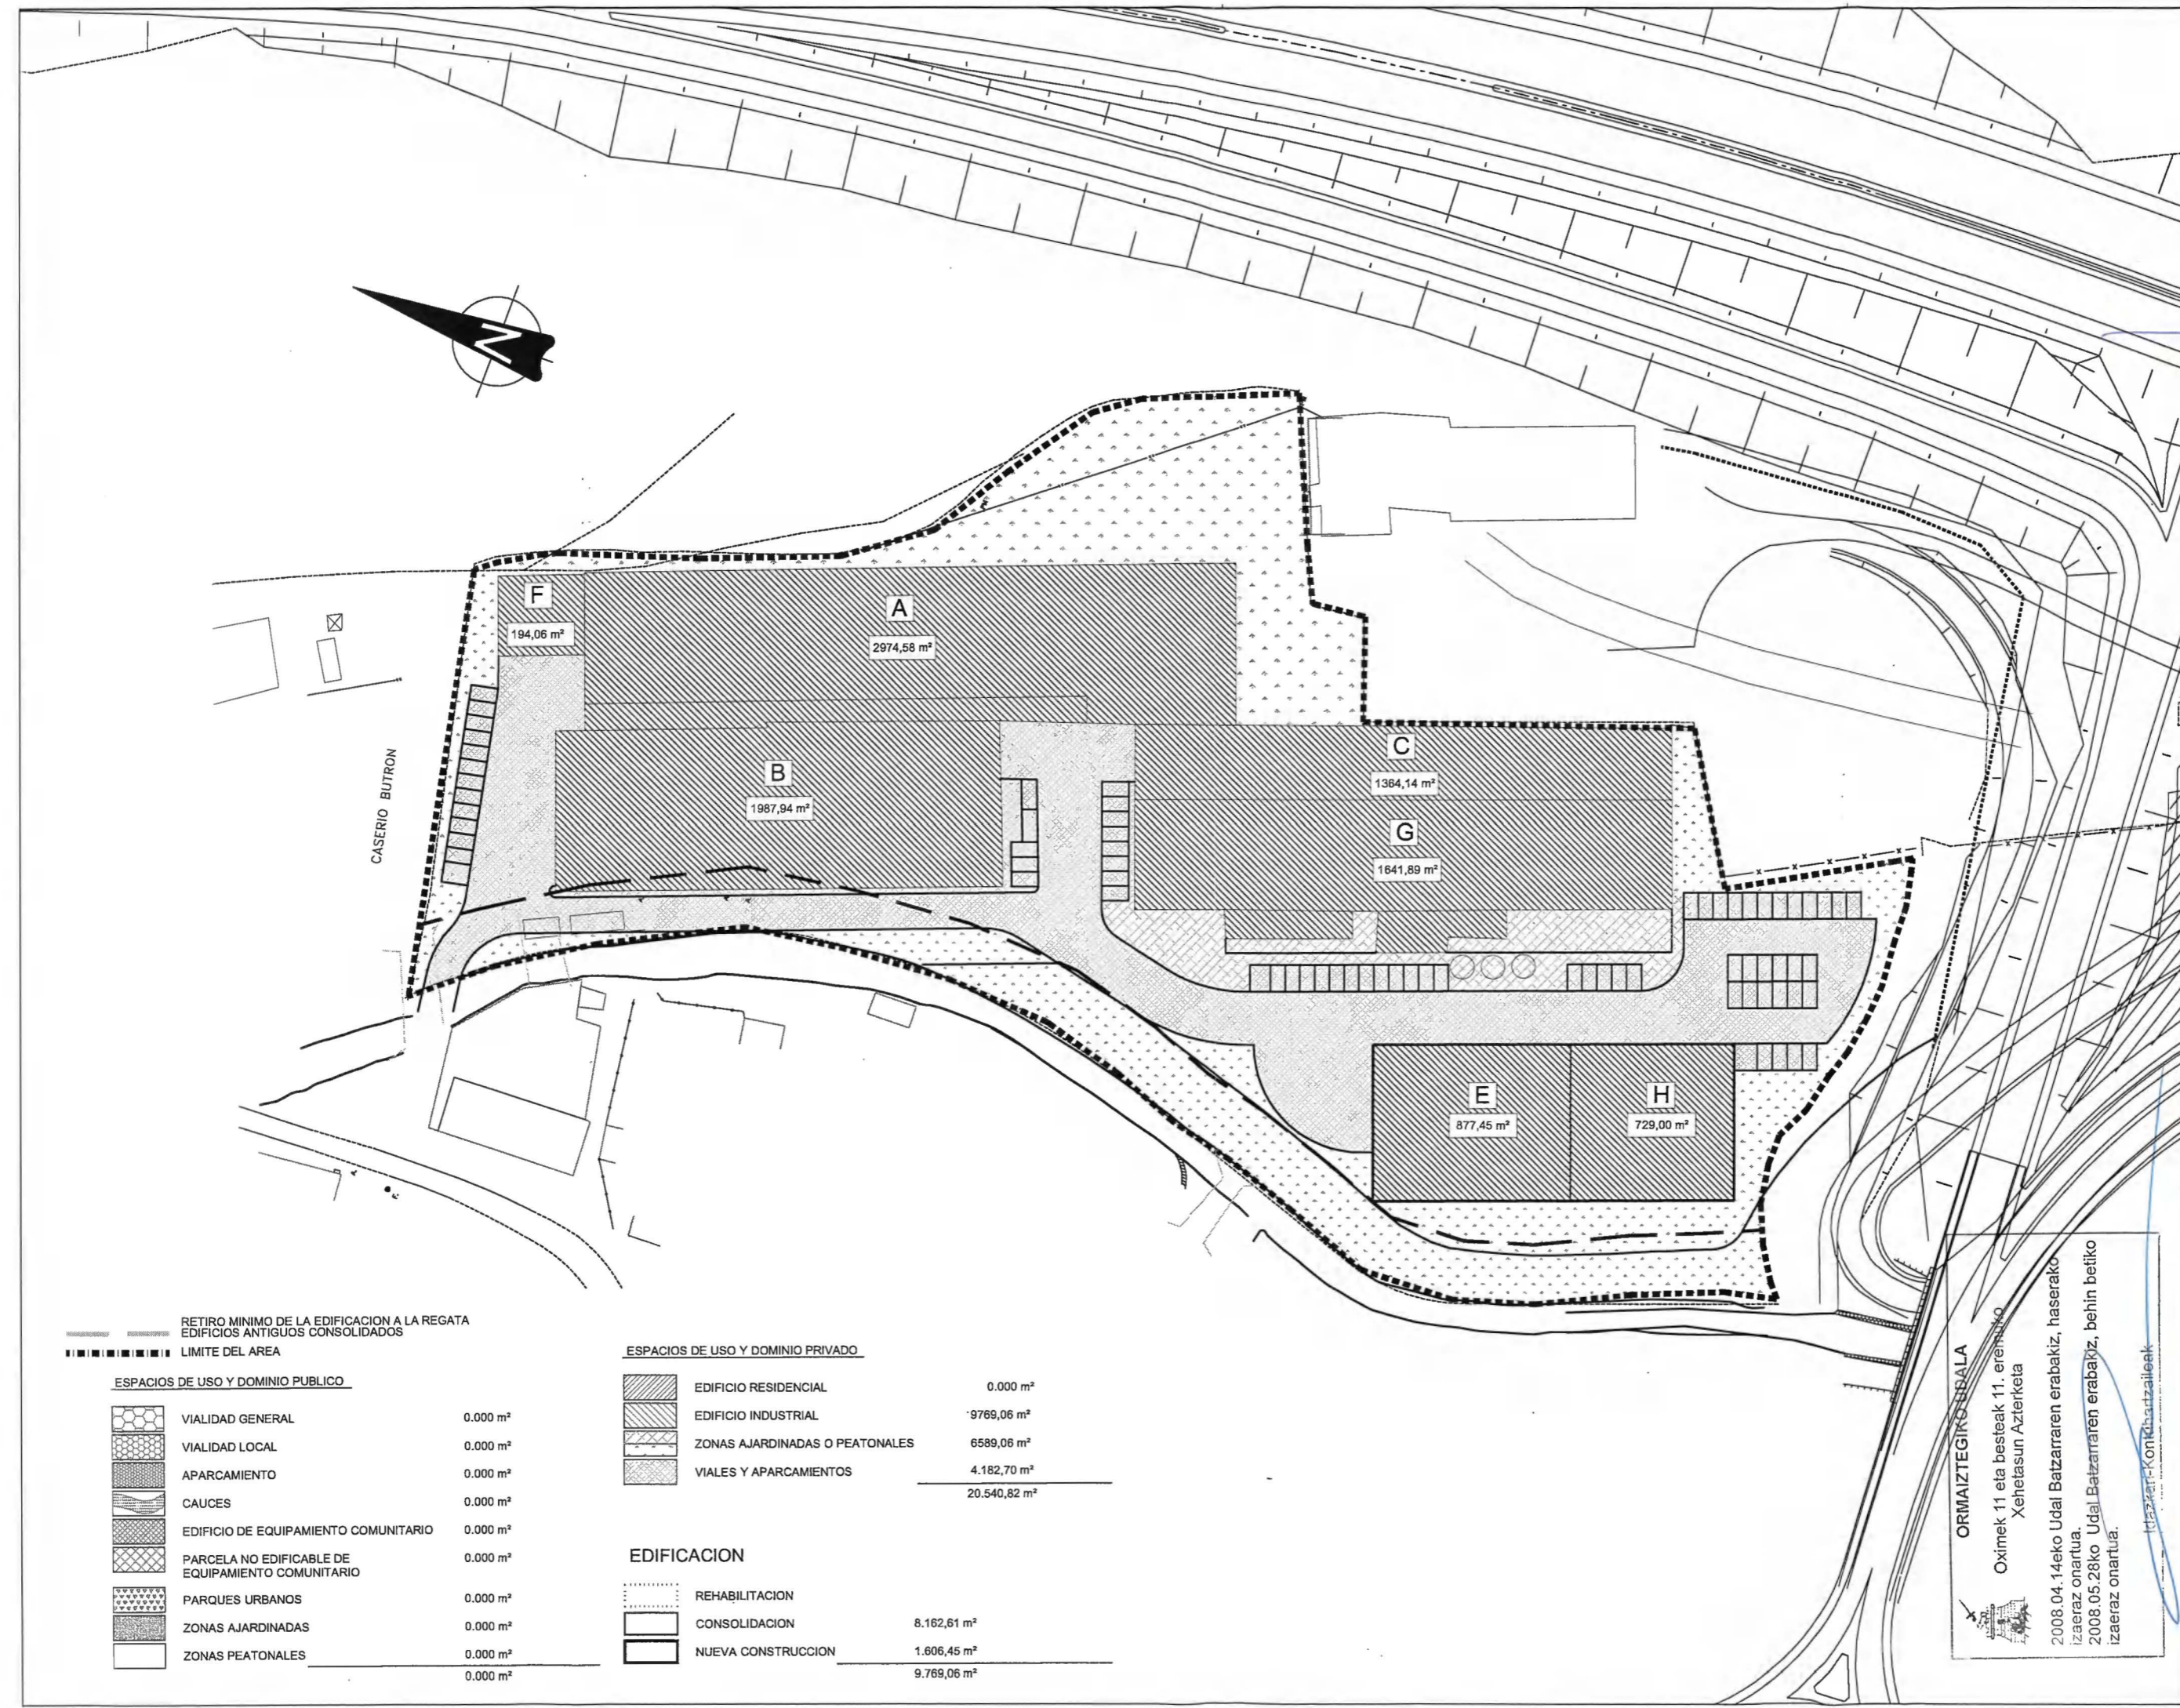 N
F
194,06 m²
A
2974,58 m²
CASERIO BUTRON
B
1987,94 m²
C
1364,14 m²
G
1641,89 m²
E
877,45 m²
H
729,00 m²
RETIRO MINIMO DE LA EDIFICACION A LA REGATA
EDIFICIOS ANTIGUOS CONSOLIDADOS
LIMITE DEL AREA
ESPACIOS DE USO Y DOMINIO PUBLICO
VIALIDAD GENERAL 0.000 m²
VIALIDAD LOCAL 0.000 m²
APARCAMIENTO 0.000 m²
CAUCES 0.000 m²
EDIFICIO DE EQUIPAMIENTO COMUNITARIO 0.000 m²
PARCELA NO EDIFICABLE DE 0.000 m²
EQUIPAMIENTO COMUNITARIO
PARQUES URBANOS 0.000 m²
ZONAS AJARDINADAS 0.000 m²
ZONAS PEATONALES 0.000 m²
0.000 m²
ESPACIOS DE USO Y DOMINIO PRIVADO
EDIFICIO RESIDENCIAL 0.000 m²
EDIFICIO INDUSTRIAL 9769,06 m²
ZONAS AJARDINADAS O PEATONALES 6589,06 m²
VIALES Y APARCAMIENTOS 4.182,70 m²
20.540,82 m²
EDIFICACION
REHABILITACION
CONSOLIDACION 8.162,61 m²
NUEVA CONSTRUCCION 1.606,45 m²
9.769,06 m²
ORMAIZTEGIKO UDALA
Oximek 11 eta besteak 11. eremuko
Xehetasun Azterketa
2008.04.14eko Udal Batzarraren erabakiz, haserako
izaeraz onartua.
2008.05.28ko Udal Batzarraren erabakiz, behin betiko
izaeraz onartua.
Idazkari-Kontuhartzaileak